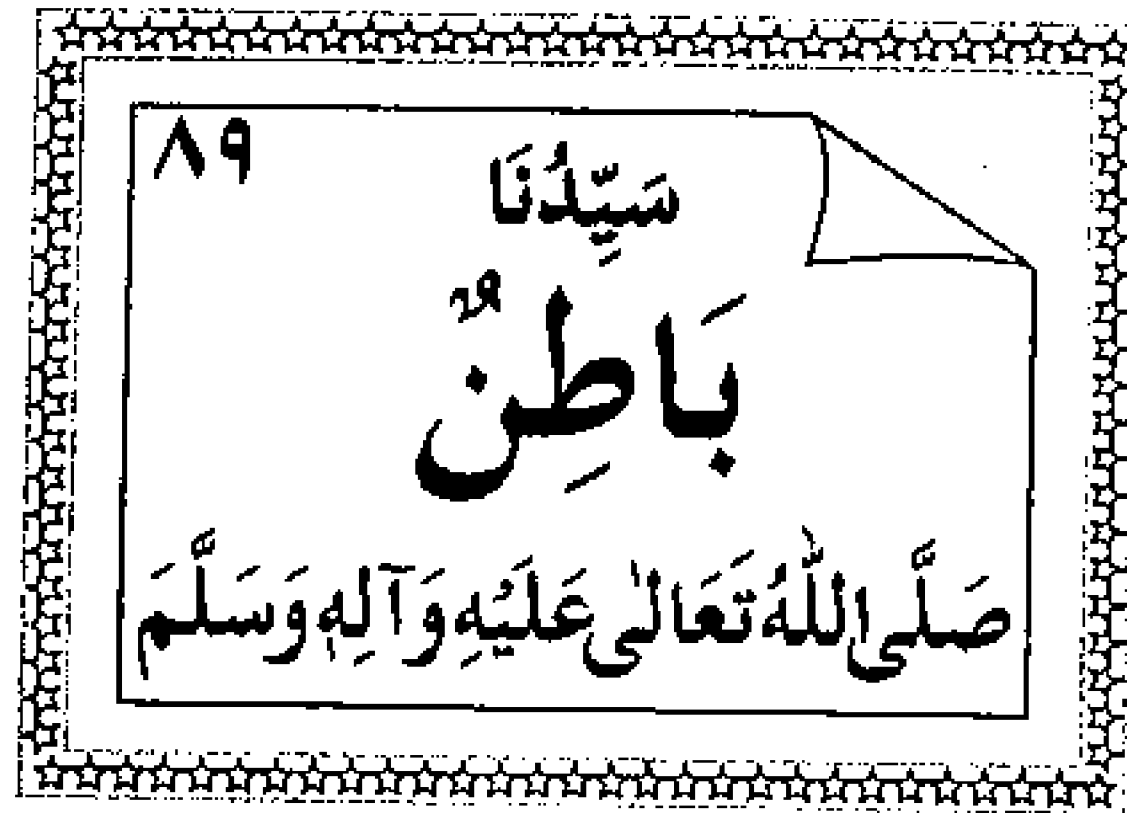 ٨٩
سَيِّدُنَا
بَاطِنٌ
صَلَّى اللّٰهُ تَعَالٰى عَلَيْهِ وَآلِهٖ وَسَلَّمَ